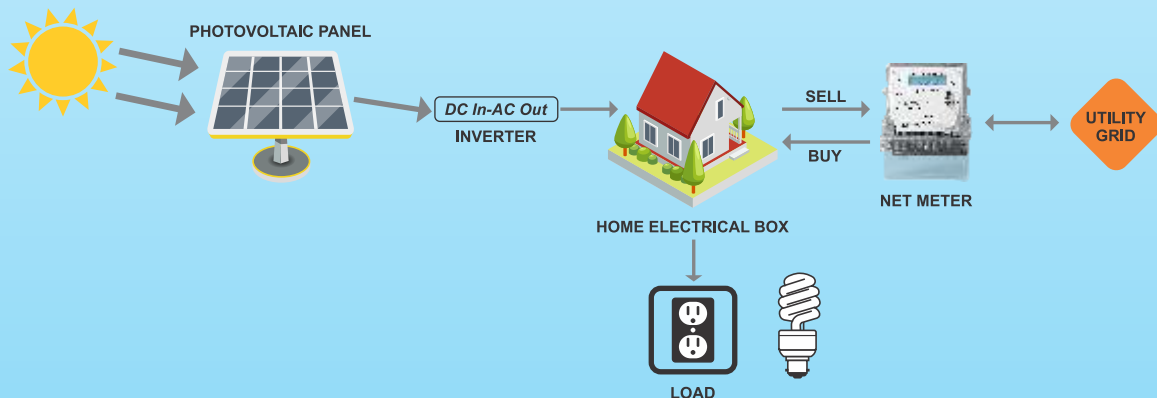 PHOTOVOLTAIC PANEL
DC In-AC Out
INVERTER
SELL
BUY
UTILITY
GRID
NET METER
HOME ELECTRICAL BOX
LOAD